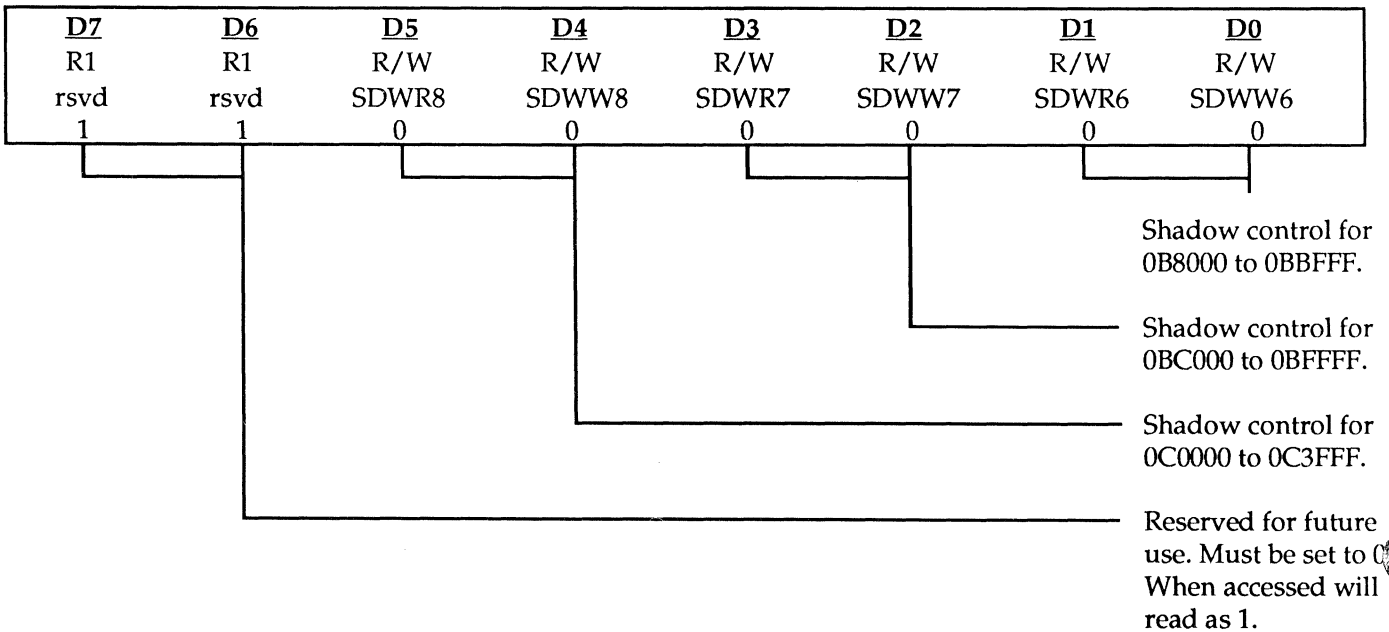 D7 D6 D5 D4 D3 D2 D1 D0
R1 R1 R/W R/W R/W R/W R/W R/W
rsvd rsvd SDWR8 SDWW8 SDWR7 SDWW7 SDWR6 SDWW6
1 1 0 0 0 0 0 0
Shadow control for
0B8000 to 0BBFFF.
Shadow control for
0BC000 to 0BFFFF.
Shadow control for
0C0000 to 0C3FFF.
Reserved for future
use. Must be set to 0
When accessed will
read as 1.